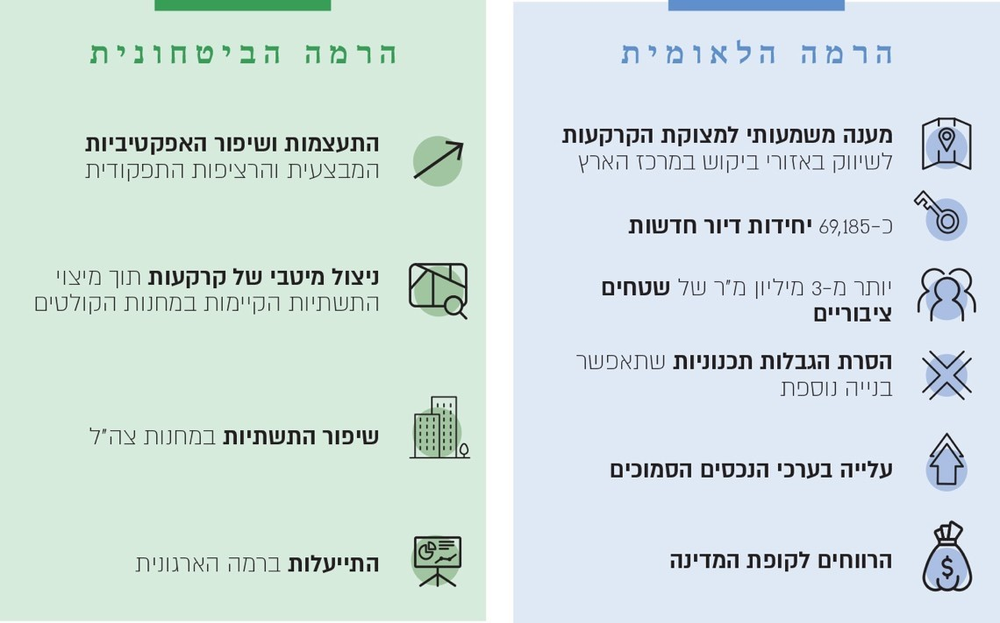 הרמה הלאומית
מענה משמעותי למצוקת הקרקעות
לשיווק באזורי ביקוש במרכז הארץ
כ-69,185 יחידות דיור חדשות
יותר מ-3 מיליון מ"ר של שטחים
ציבוריים
הסרת הגבלות תכנוניות שתאפשר
בנייה נוספת
עלייה בערכי הנכסים הסמוכים
$
הרווחים לקופת המדינה
הרמה הביטחונית
התעצמות ושיפור האפקטיביות
המבצעית והרציפות התפקודית
ניצול מיטבי של קרקעות תוך מיצוי
התשתיות הקיימות במחנות הקולטים
שיפור התשתיות במחנות צה"ל
התייעלות ברמה הארגונית